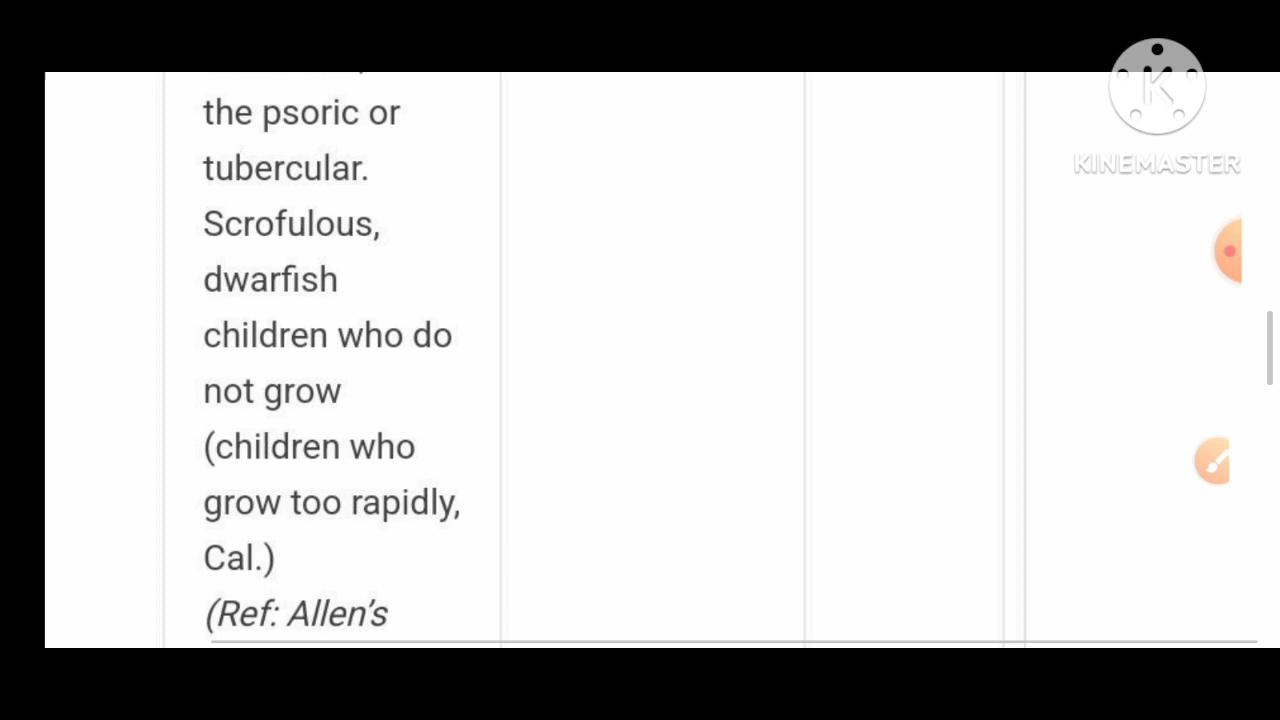 the psoric or
tubercular.
Scrofulous,
dwarfish
children who do
not grow
(children who
grow too rapidly,
Cal.)
(Ref: Allen's
K
KINEMASTER